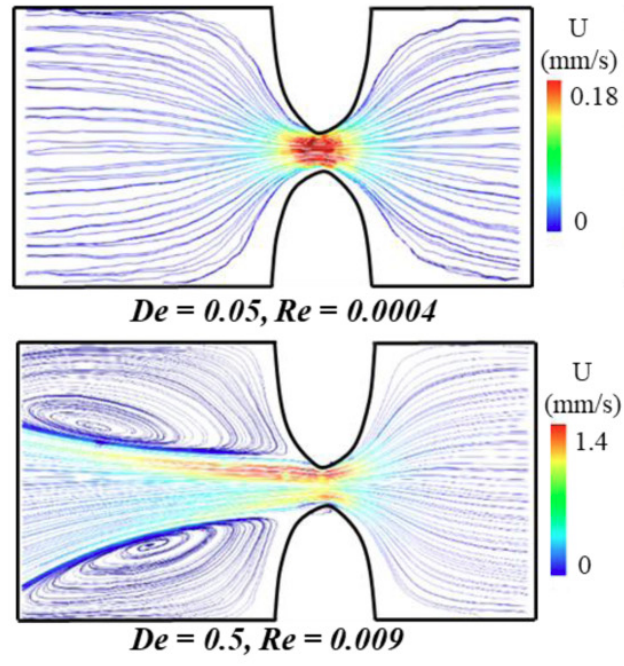 U
(mm/s)
0.18
0
De = 0.05, Re = 0.0004
U
(mm/s)
1.4
0
De = 0.5, Re = 0.009